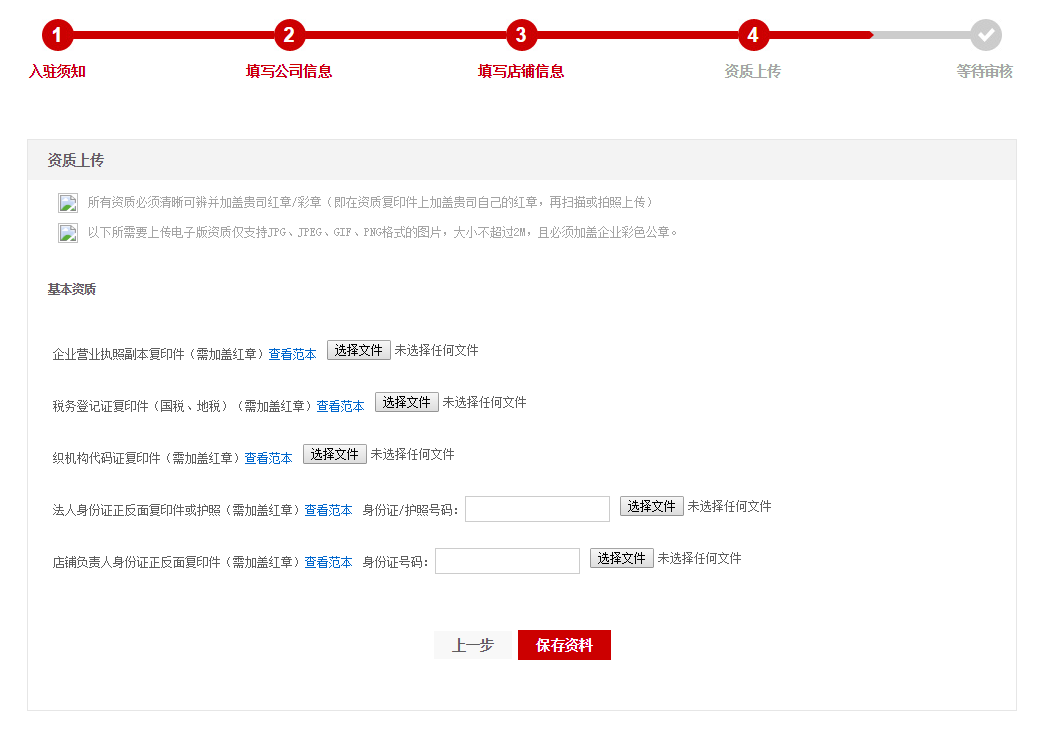 1 2 3 4
入驻须知 填写公司信息 填写店铺信息 资质上传 等待审核
资质上传
所有资质必须清晰可辨并加盖贵司红章/彩章（即在资质复印件上加盖贵司自己的红章，再扫描或拍照上传）
以下所需要上传电子版资质仅支持JPG、JPEG、GIF、PNG格式的图片，大小不超过2M，且必须加盖企业彩色公章。
基本资质
企业营业执照副本复印件（需加盖红章）查看范本 选择文件 未选择任何文件
税务登记证复印件（国税、地税）（需加盖红章）查看范本 选择文件 未选择任何文件
织机构代码证复印件（需加盖红章）查看范本 选择文件 未选择任何文件
法人身份证正反面复印件或护照（需加盖红章）查看范本 身份证/护照号码： 选择文件 未选择任何文件
店铺负责人身份证正反面复印件（需加盖红章）查看范本 身份证号码： 选择文件 未选择任何文件
上一步 保存资料